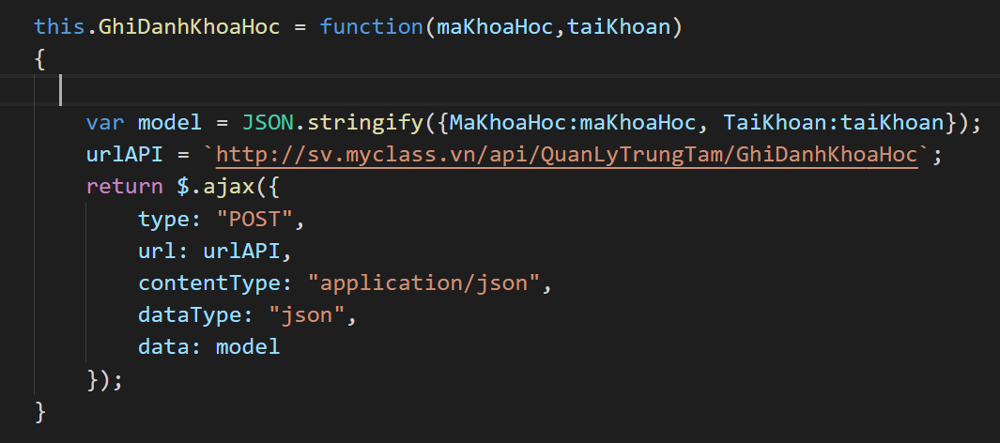 this.GhiDanhKhoaHoc = function(maKhoaHoc,taiKhoan)
{
var model = JSON.stringify({MaKhoaHoc:maKhoaHoc, TaiKhoan:taiKhoan});
urlAPI = `http://sv.myclass.vn/api/QuanLyTrungTam/GhiDanhKhoaHoc`;
return $.ajax({
type: "POST",
url: urlAPI,
contentType: "application/json",
dataType: "json",
data: model
});
}